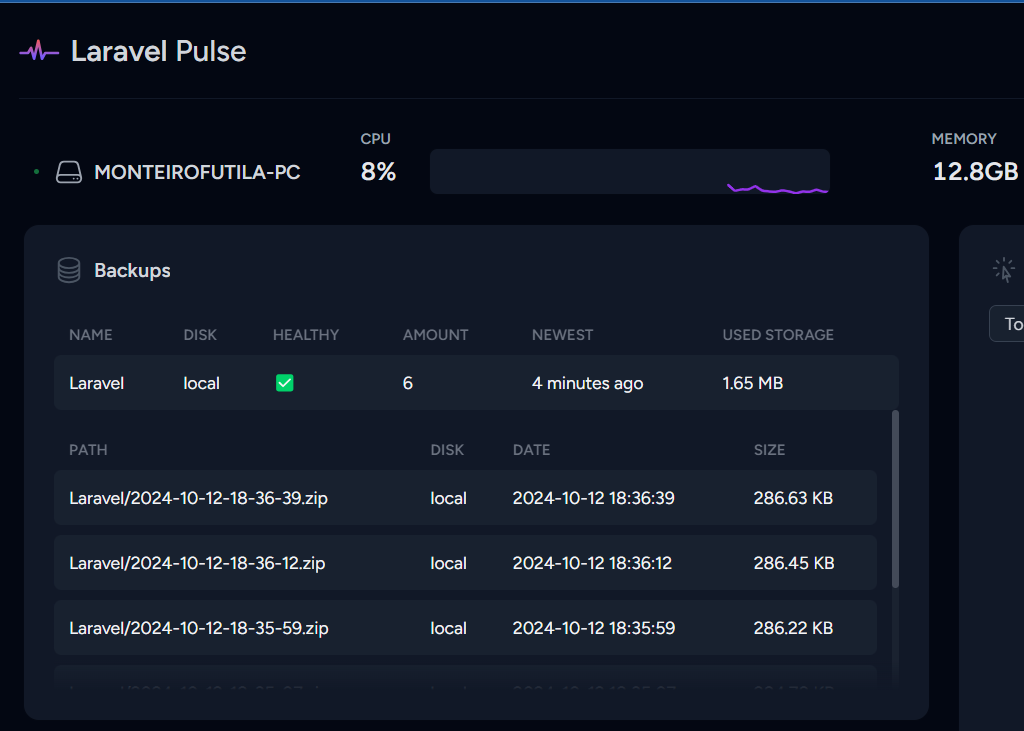 Laravel Pulse
CPU
MEMORY
MONTEIROFUTILA-PC
8%
12.8GB
Backups
To
NAME DISK HEALTHY AMOUNT NEWEST USED STORAGE
Laravel local 6 4 minutes ago 1.65 MB
PATH DISK DATE SIZE
Laravel/2024-10-12-18-36-39.zip local 2024-10-12 18:36:39 286.63 KB
Laravel/2024-10-12-18-36-12.zip local 2024-10-12 18:36:12 286.45 KB
Laravel/2024-10-12-18-35-59.zip local 2024-10-12 18:35:59 286.22 KB